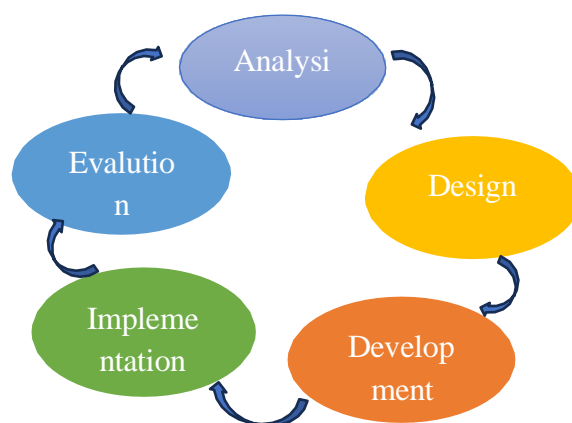 Analysi
Design
Develop
ment
Impleme
ntation
Evalutio
n